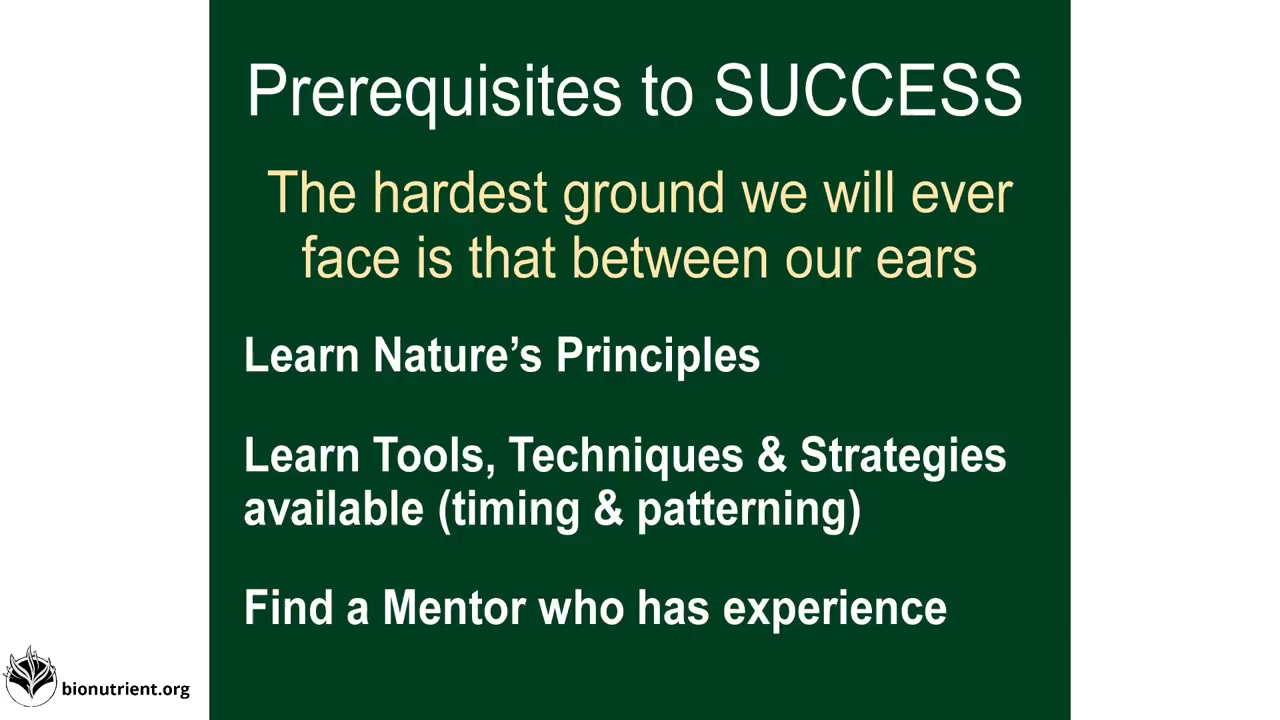 Prerequisites to SUCCESS
The hardest ground we will ever
face is that between our ears
Learn Nature’s Principles
Learn Tools, Techniques & Strategies
available (timing & patterning)
Find a Mentor who has experience
bionutrient.org